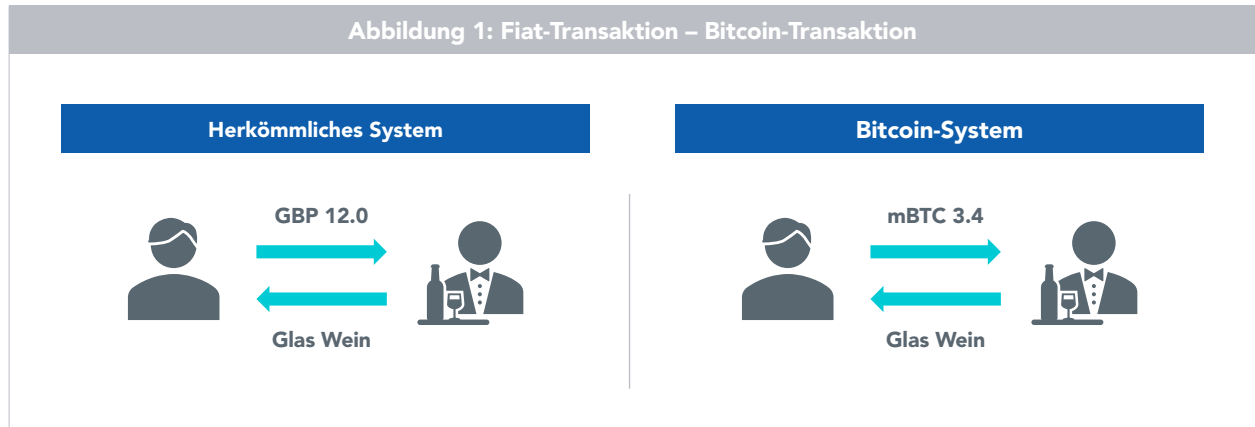 Abbildung 1: Fiat-Transaktion – Bitcoin-Transaktion
Herkömmliches System
GBP 12.0
Glas Wein
Bitcoin-System
mBTC 3.4
Glas Wein